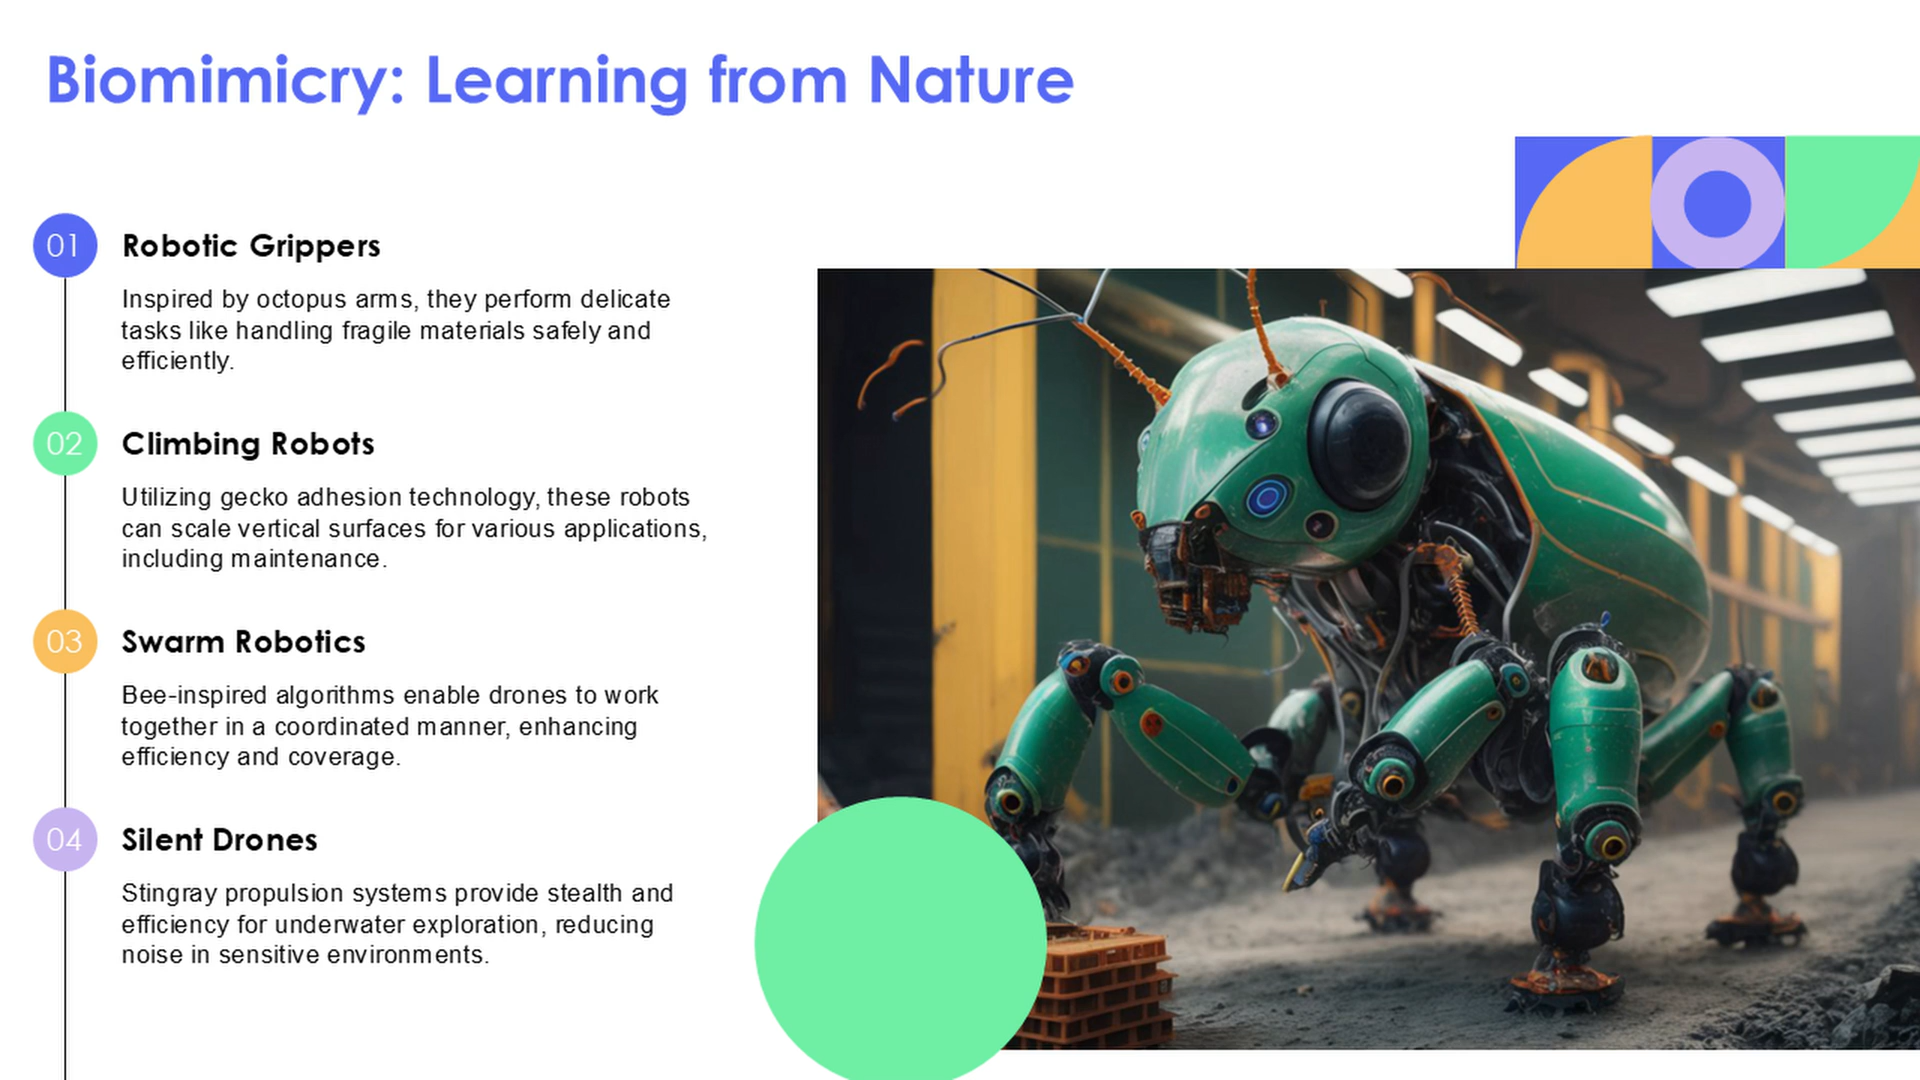 Biomimicry: Learning from Nature
01
Robotic Grippers
Inspired by octopus arms, they perform delicate
tasks like handling fragile materials safely and
efficiently.
02
Climbing Robots
Utilizing gecko adhesion technology, these robots
can scale vertical surfaces for various applications,
including maintenance.
03
Swarm Robotics
Bee-inspired algorithms enable drones to work
together in a coordinated manner, enhancing
efficiency and coverage.
04
Silent Drones
Stingray propulsion systems provide stealth and
efficiency for underwater exploration, reducing
noise in sensitive environments.